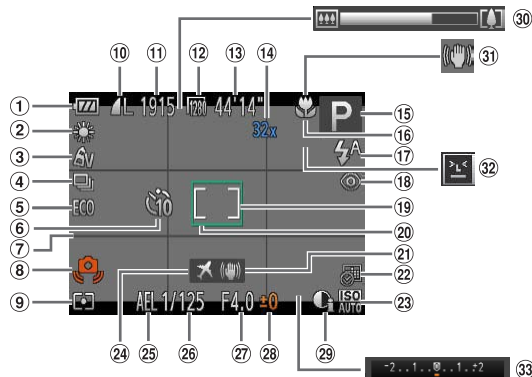 30
10 11 12 13 14
31
1 L 1915 1280 44'14" P 15
2 32x 16
3 AV A 17
32
4 18
5 ECO 10 19
6 20
7 21
8 22
9 AEL 1/125 F4.0 ±0 ISO AUTO 23
24 25 26 27 28 29
-2..1..0..1..+2 33